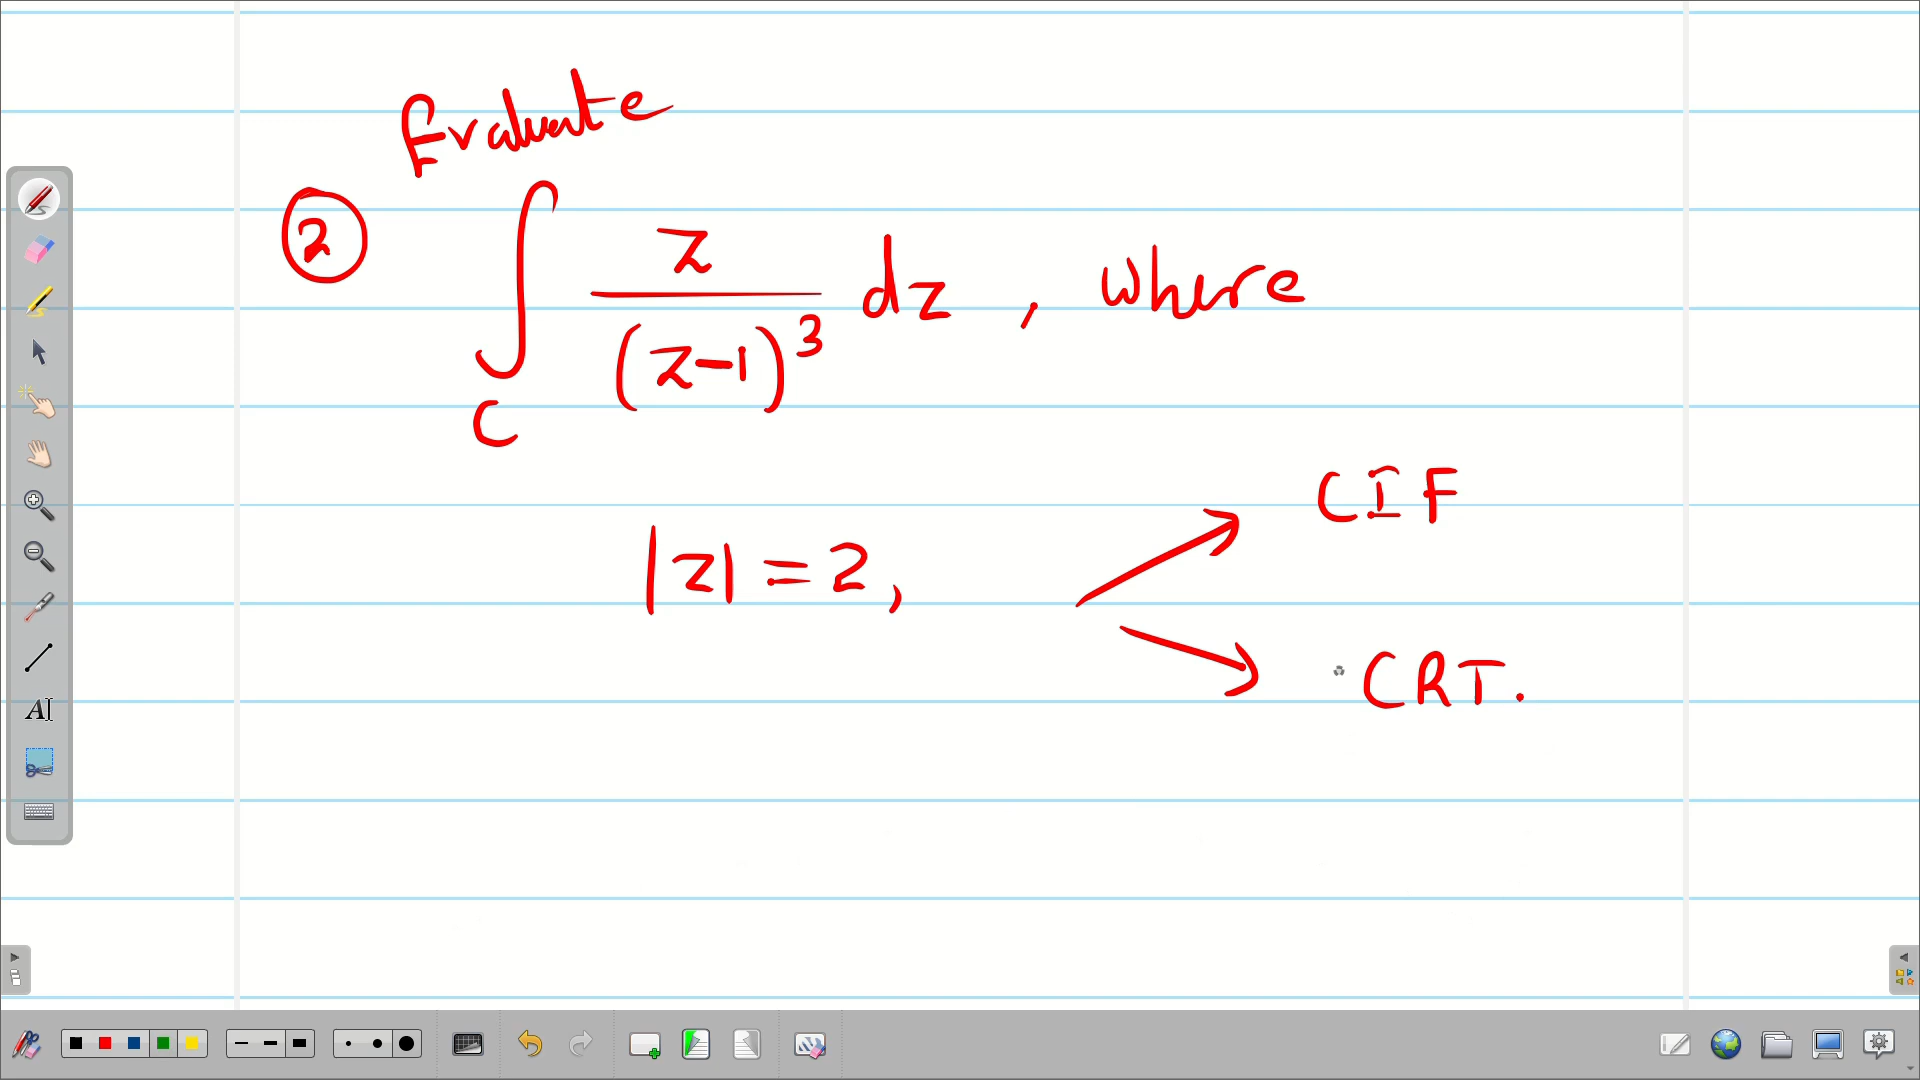 Evaluate
② ∫_C z/(z-1)^3 dz , where
|z| = 2,
CIF
CRT.